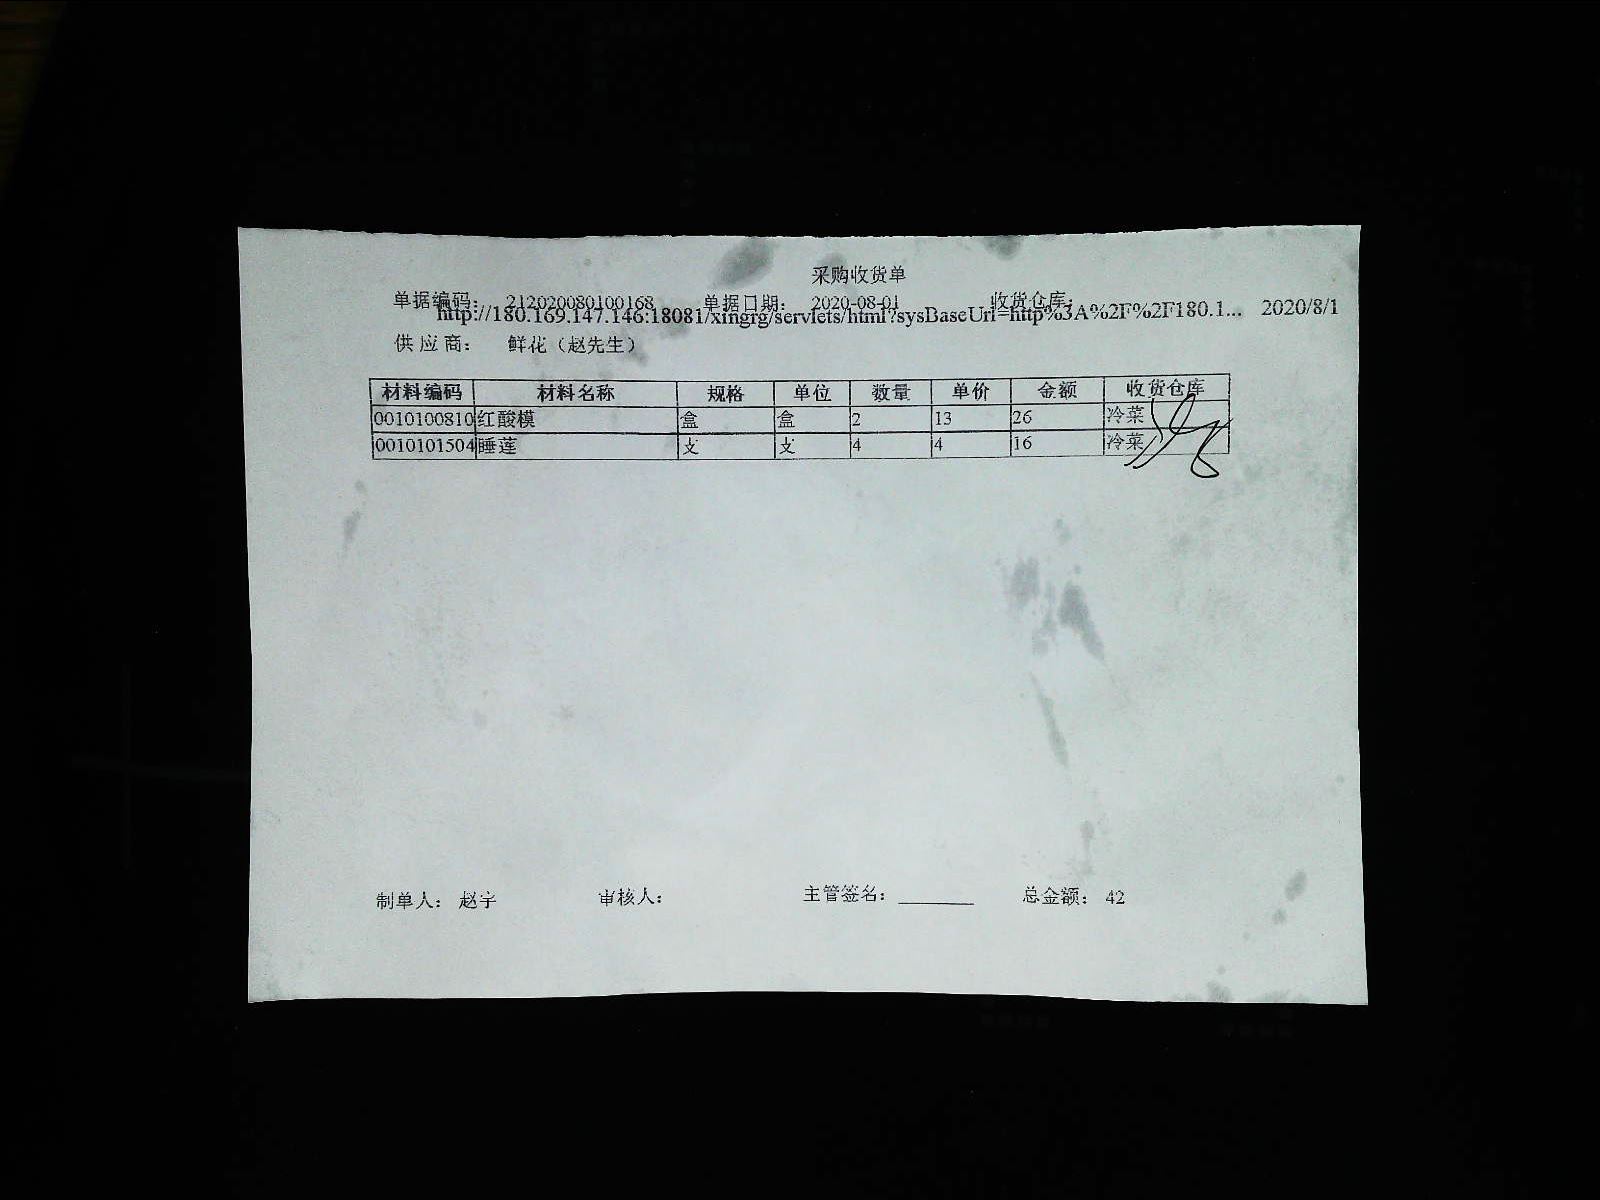 采购收货单
单据编码: 212020080100168 单据日期: 2020-08-01 收货仓库:
http://180.169.147.146:18081/xingrg/servlets/html?sysBaseUrl=http%3A%2F%2F180.1... 2020/8/1
供应商: 鲜花（赵先生）
材料编码 材料名称 规格 单位 数量 单价 金额 收货仓库
0010100810 红酸模 盒 盒 2 13 26 冷菜
0010101504 睡莲 支 支 4 4 16 冷菜
制单人: 赵宇 审核人: 主管签名: ________ 总金额: 42